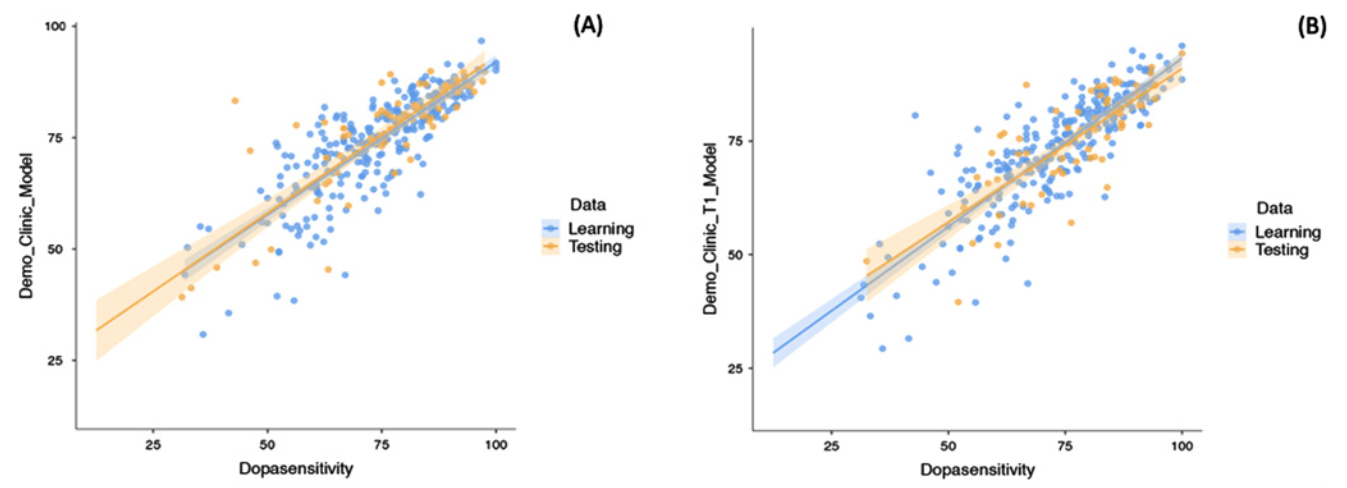 (A)
100
75
50
25
Demo_Clinic_Model
25 50 75 100
Dopasensitivity
Data
Learning
Testing
(B)
75
50
25
Demo_Clinic_T1_Model
25 50 75 100
Dopasensitivity
Data
Learning
Testing